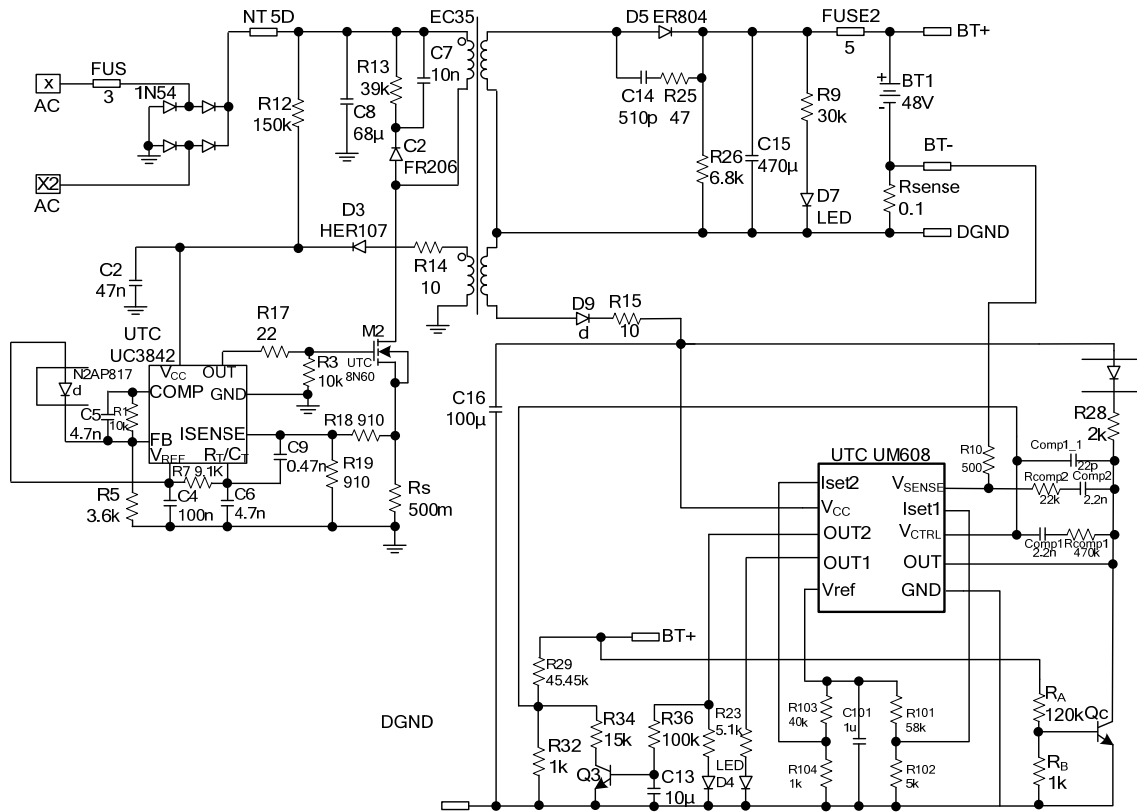 NT 5D
EC35
D5 ER804
FUSE2
5
BT+
x
AC
FUS
3
1N54
R12
150k
C8
68µ
R13
39k
C7
10n
C2
FR206
C14
510p
R25
47
R26
6.8k
C15
470µ
R9
30k
D7
LED
BT1
48V
BT-
Rsense
0.1
DGND
X2
AC
D3
HER107
R14
10
C2
47n
D9
d
R15
10
UTC
UC3842
R17
22
M2
UTC
8N60
R3
10k
N2AP817
d
C5
4.7n
R1
10k
VCC
OUT
COMP
GND
ISENSE
FB
VREF
RT/CT
R18 910
C9
0.47n
R19
910
R7 9.1K
R5
3.6k
C4
100n
C6
4.7n
Rs
500m
C16
100µ
R28
2k
R10
500
Comp1_1
22p
Rcomp2
22k
Comp2
2.2n
Comp1
2.2n
Rcomp1
470k
UTC UM608
Iset2
VCC
OUT2
OUT1
Vref
VSENSE
Iset1
VCTRL
OUT
GND
BT+
R29
45.45k
R32
1k
R34
15k
Q3
R36
100k
C13
10µ
R23
5.1k
LED
D4
R103
40k
R104
1k
C101
1u
R101
58k
R102
5k
RA
120k
RB
1k
Qc
DGND